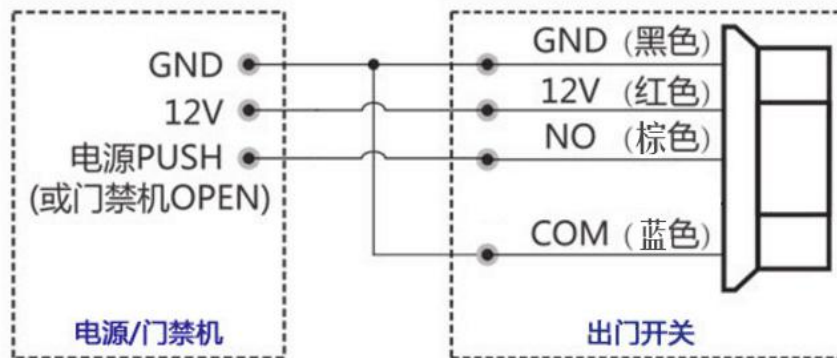 GND
12V
电源PUSH
(或门禁机OPEN)
电源/门禁机
GND (黑色)
12V (红色)
NO (棕色)
COM (蓝色)
出门开关